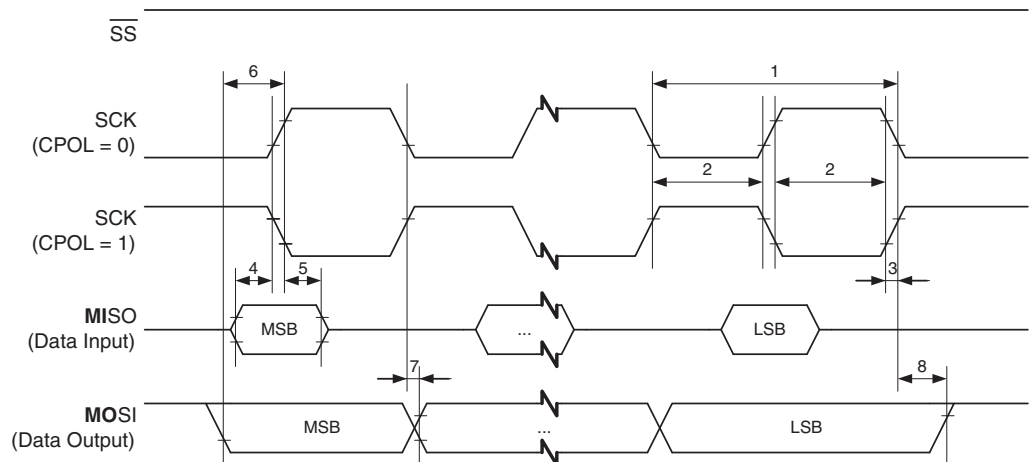 SS
6
1
SCK
(CPOL = 0)
2
2
SCK
(CPOL = 1)
4
5
3
MISO
(Data Input)
MSB
...
LSB
7
8
MOSI
(Data Output)
MSB
...
LSB